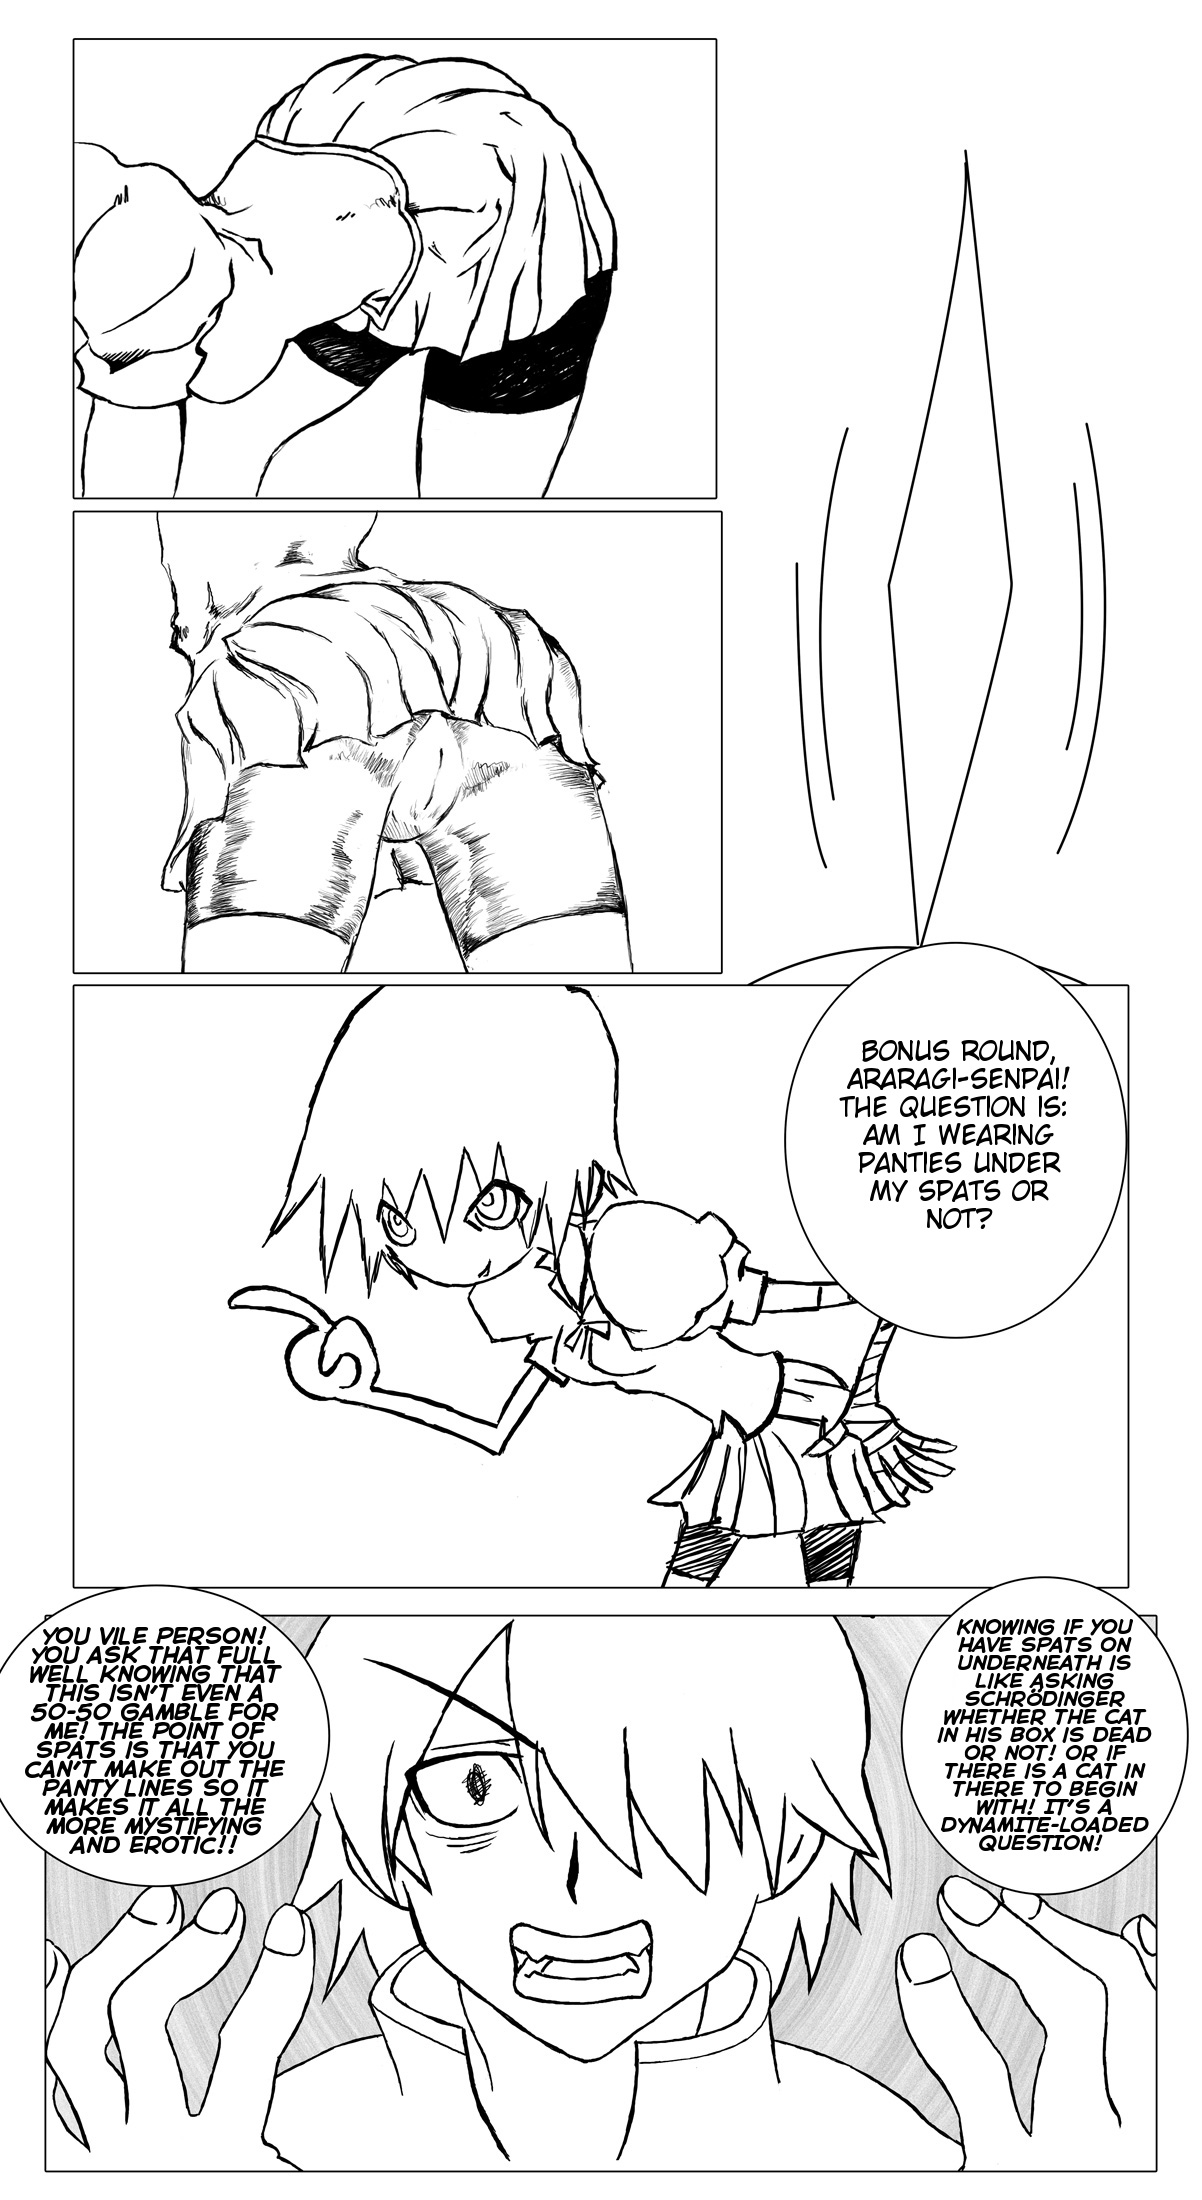 BONUS ROUND,
ARARAGI-SENPAI!
THE QUESTION IS:
AM I WEARING
PANTIES UNDER
MY SPATS OR
NOT?
YOU VILE PERSON!
YOU ASK THAT FULL
WELL KNOWING THAT
THIS ISN'T EVEN A
50-50 GAMBLE FOR
ME! THE POINT OF
SPATS IS THAT YOU
CAN'T MAKE OUT THE
PANTY LINES SO IT
MAKES IT ALL THE
MORE MYSTIFYING
AND EROTIC!!
KNOWING IF YOU
HAVE SPATS ON
UNDERNEATH IS
LIKE ASKING
SCHRÖDINGER
WHETHER THE CAT
IN HIS BOX IS DEAD
OR NOT! OR IF
THERE IS A CAT IN
THERE TO BEGIN
WITH! IT'S A
DYNAMITE-LOADED
QUESTION!